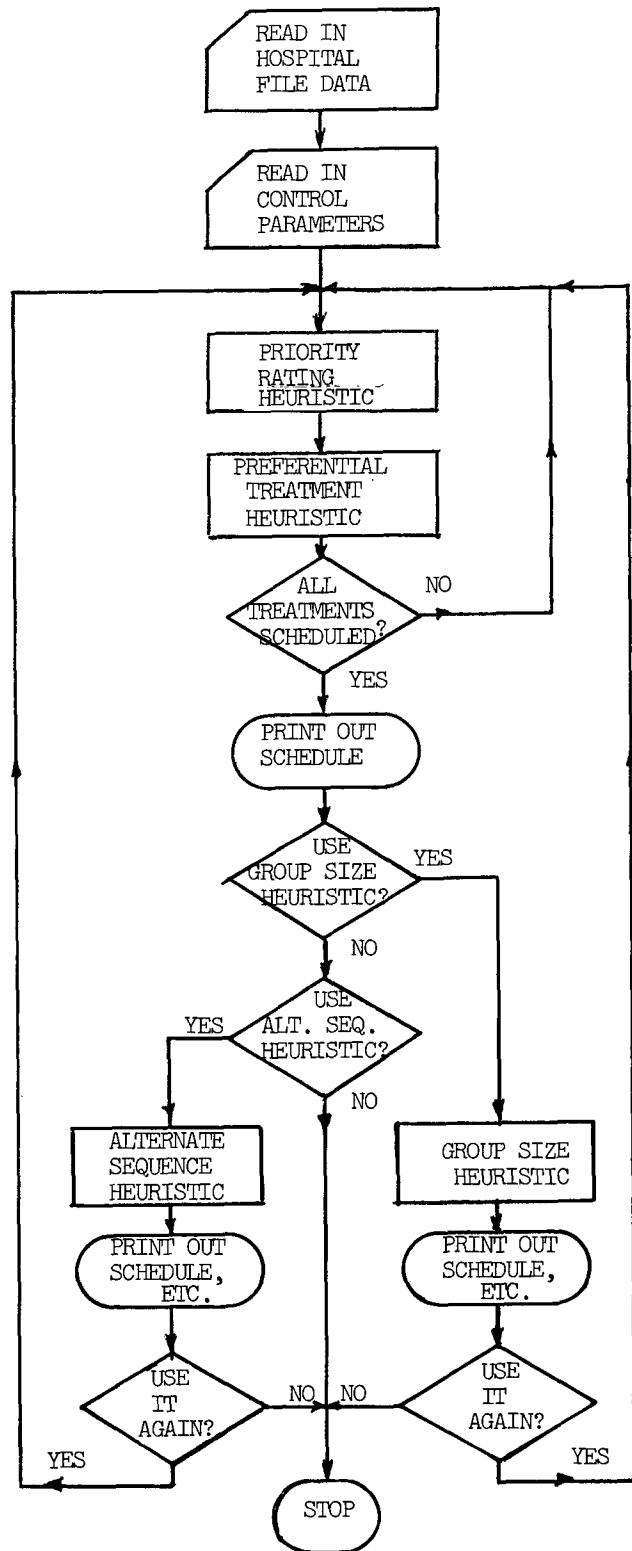 READ IN
HOSPITAL
FILE DATA
READ IN
CONTROL
PARAMETERS
PRIORITY
RATING
HEURISTIC
PREFERENTIAL
TREATMENT
HEURISTIC
ALL
TREATMENTS
SCHEDULED?
NO
YES
PRINT OUT
SCHEDULE
USE
GROUP SIZE
HEURISTIC?
YES
NO
USE
ALT. SEQ.
HEURISTIC?
YES
NO
ALTERNATE
SEQUENCE
HEURISTIC
GROUP SIZE
HEURISTIC
PRINT OUT
SCHEDULE,
ETC.
PRINT OUT
SCHEDULE,
ETC.
USE
IT
AGAIN?
NO
NO
USE
IT
AGAIN?
YES
YES
STOP